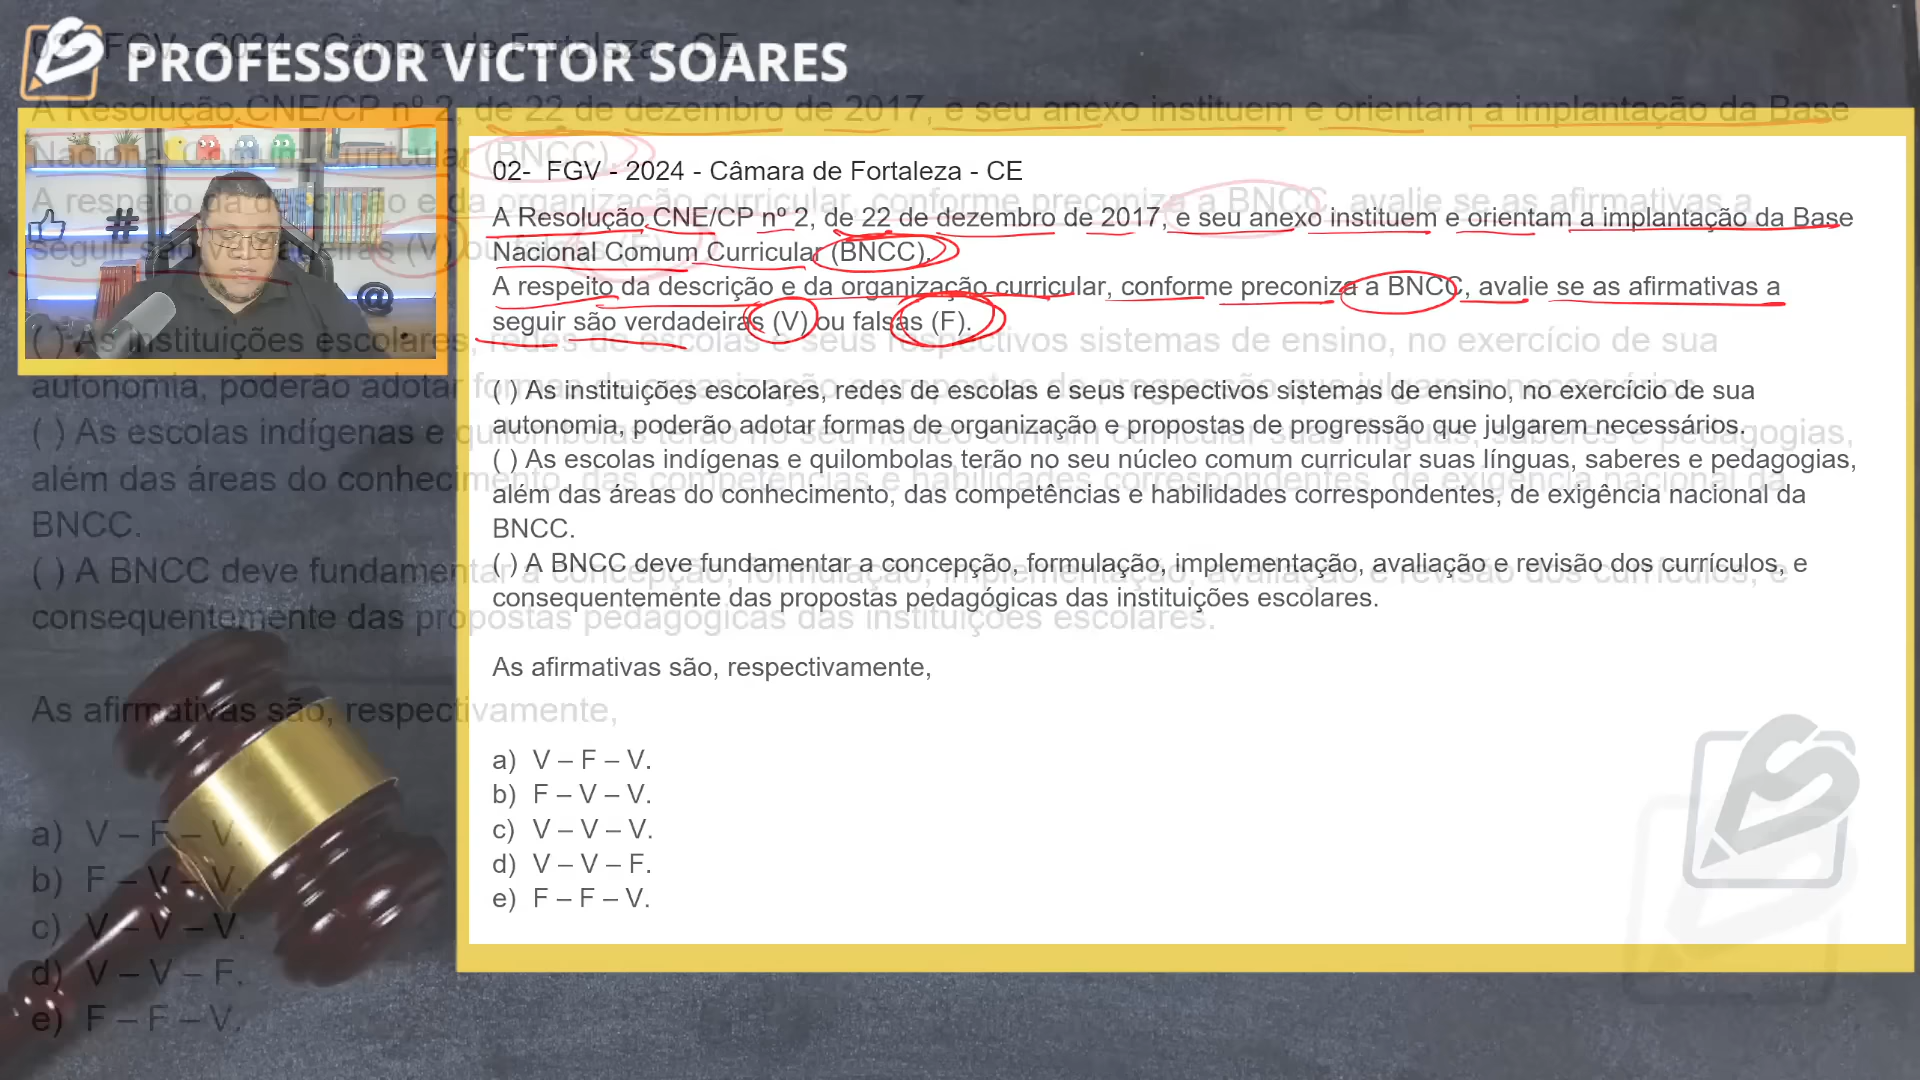 PROFESSOR VICTOR SOARES
02- FGV - 2024 - Câmara de Fortaleza - CE
A Resolução CNE/CP nº 2, de 22 de dezembro de 2017, e seu anexo instituem e orientam a implantação da Base
Nacional Comum Curricular (BNCC).
A respeito da descrição e da organização curricular, conforme preconiza a BNCC, avalie se as afirmativas a
seguir são verdadeiras (V) ou falsas (F).
( ) As instituições escolares, redes de escolas e seus respectivos sistemas de ensino, no exercício de sua
autonomia, poderão adotar formas de organização e propostas de progressão que julgarem necessários.
( ) As escolas indígenas e quilombolas terão no seu núcleo comum curricular suas línguas, saberes e pedagogias,
além das áreas do conhecimento, das competências e habilidades correspondentes, de exigência nacional da
BNCC.
( ) A BNCC deve fundamentar a concepção, formulação, implementação, avaliação e revisão dos currículos, e
consequentemente das propostas pedagógicas das instituições escolares.
As afirmativas são, respectivamente,
a) V – F – V.
b) F – V – V.
c) V – V – V.
d) V – V – F.
e) F – F – V.